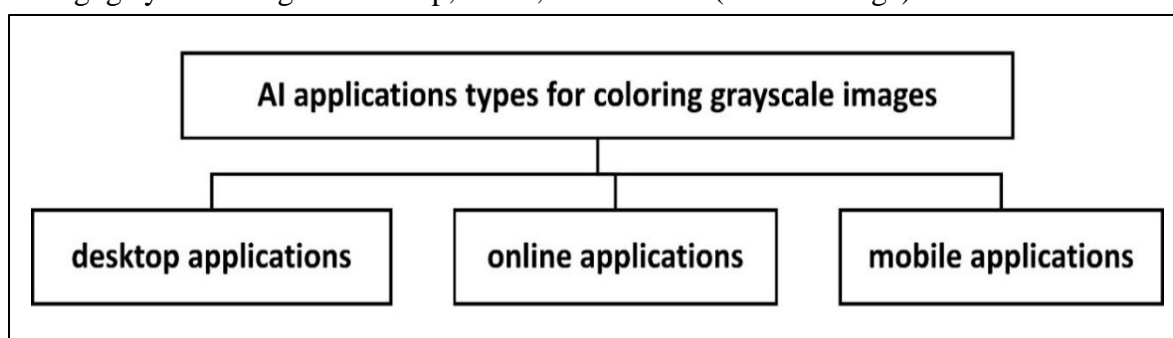 AI applications types for coloring grayscale images
desktop applications
online applications
mobile applications